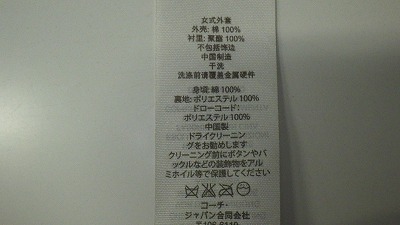 女式外套
外壳: 棉 100%
衬里: 聚酯 100%
不包括饰边
中国制造
干洗
洗涤前请覆盖金属硬件
身頃: 綿 100%
裏地: ポリエステル 100%
ドローコード:
ポリエステル 100%
中国製
ドライクリーニン
グをお勧めします
クリーニング前にボタンやバ
ックルなどの装飾物をアル
ミホイル等で保護してください
コーチ・
ジャパン合同会社
〒106-6119